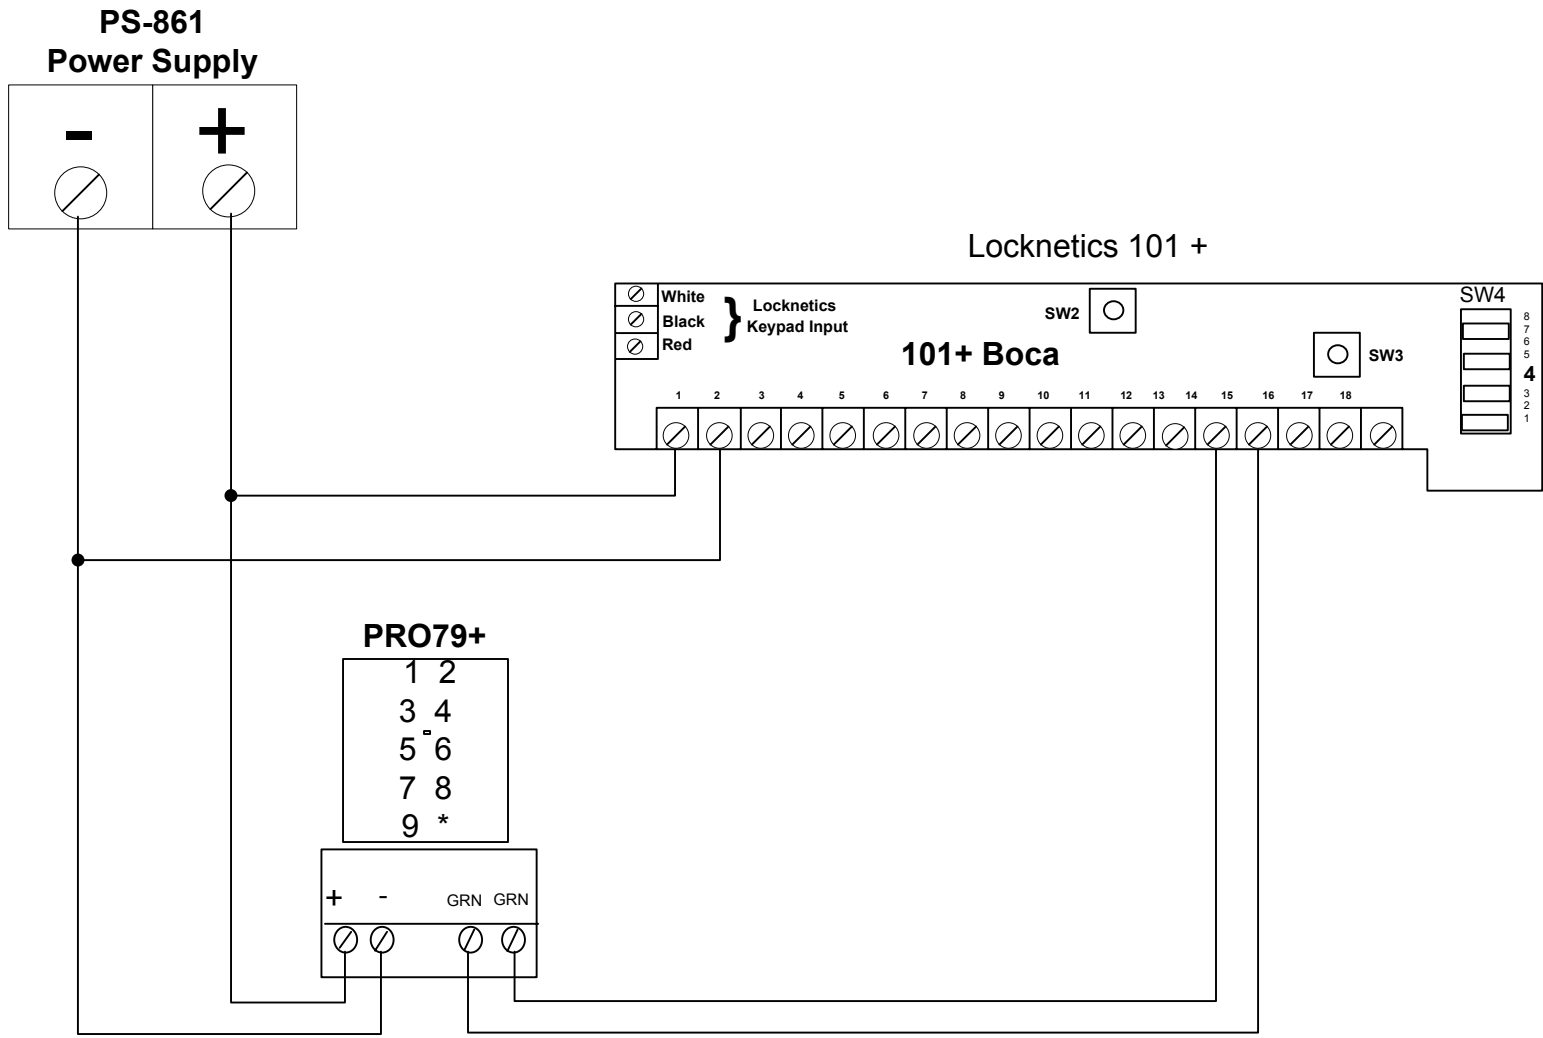 PS-861
Power Supply
- +
Locknetics 101 +
White
Black
Red
} Locknetics
Keypad Input
SW2
SW3
101+ Boca
SW4
8
7
6
5
4
3
2
1
1 2 3 4 5 6 7 8 9 10 11 12 13 14 15 16 17 18
PRO79+
1 2
3 4
5 6
7 8
9 *
+ - GRN GRN